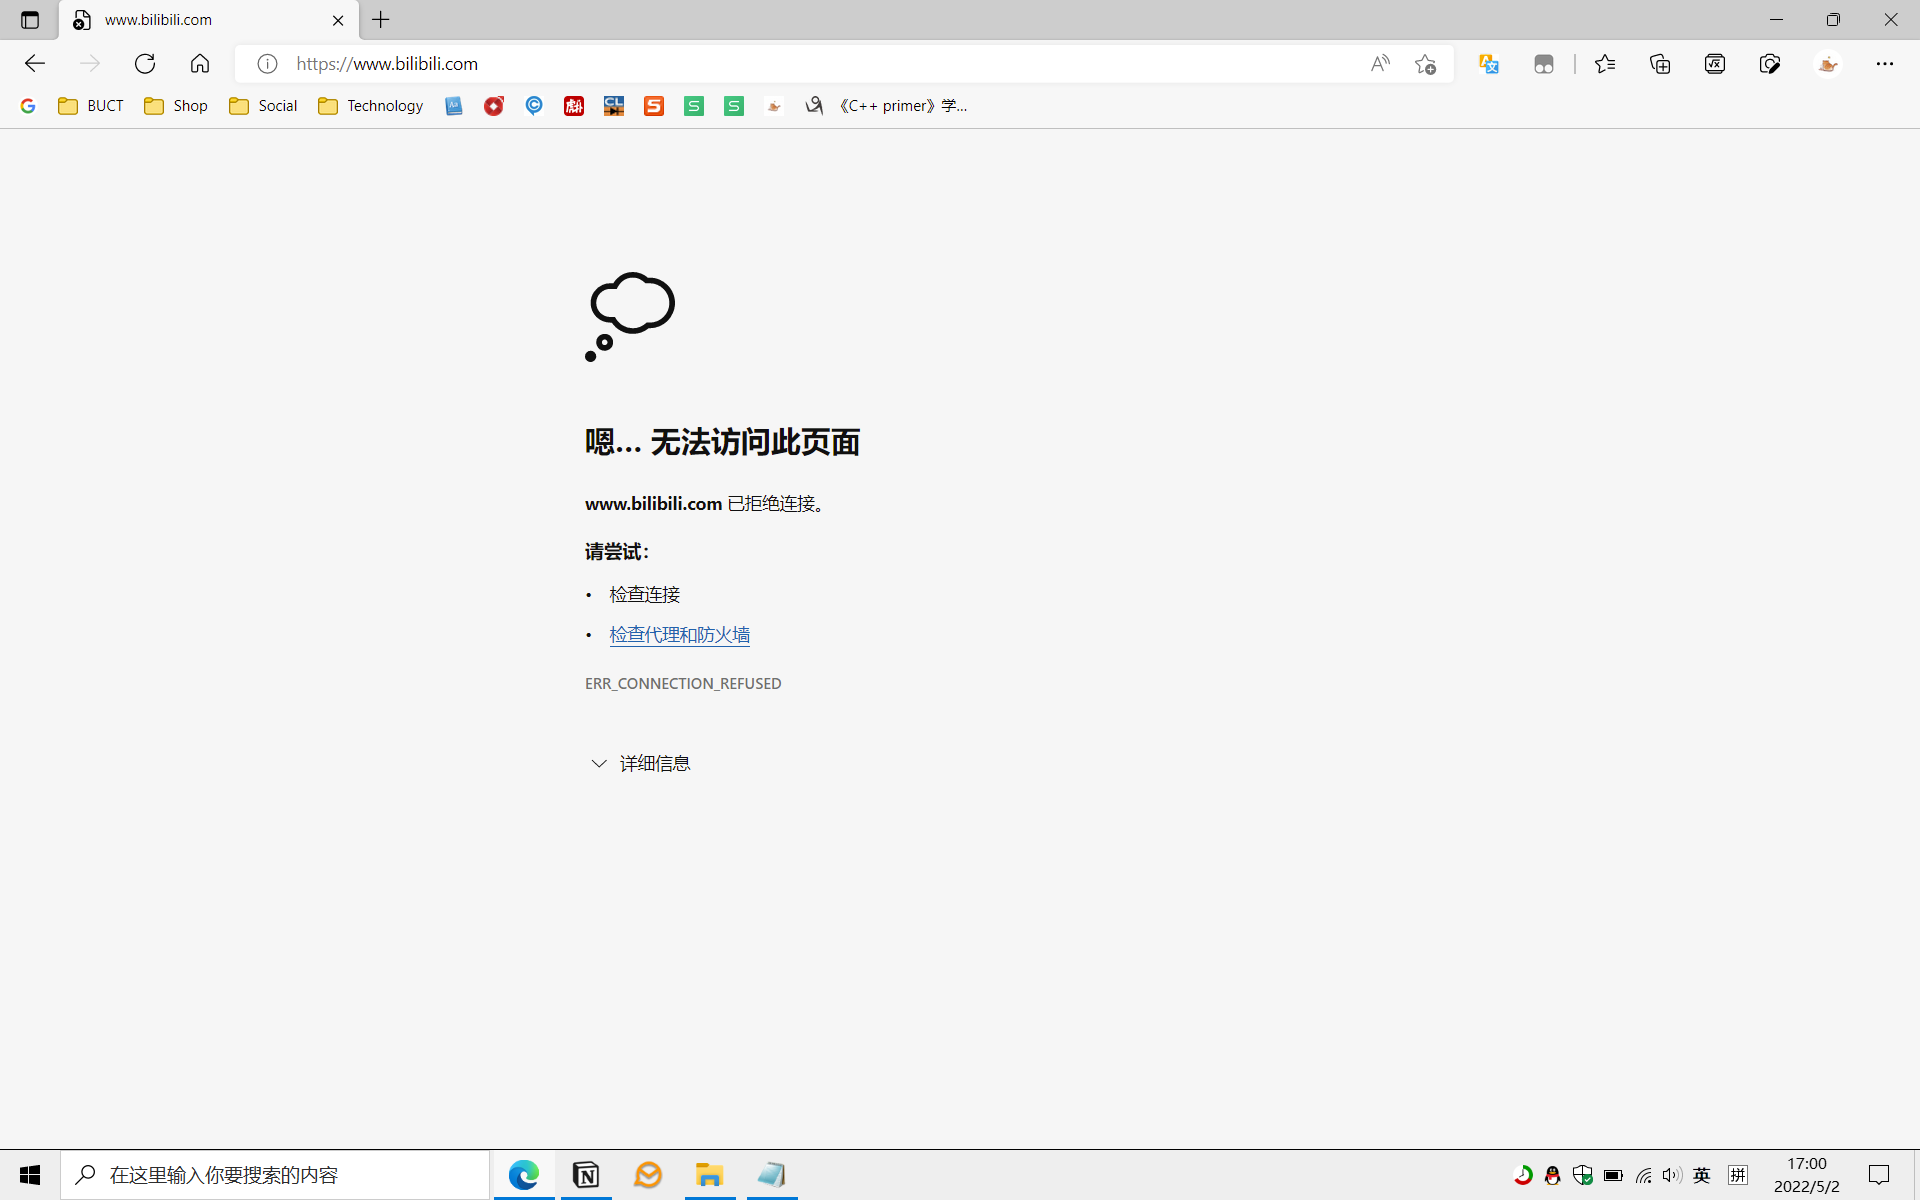 www.bilibili.com
https://www.bilibili.com
BUCT
Shop
Social
Technology
《C++ primer》学...
嗯... 无法访问此页面
www.bilibili.com 已拒绝连接。
请尝试：
• 检查连接
• 检查代理和防火墙
ERR_CONNECTION_REFUSED
详细信息
在这里输入你要搜索的内容
英
拼
17:00
2022/5/2